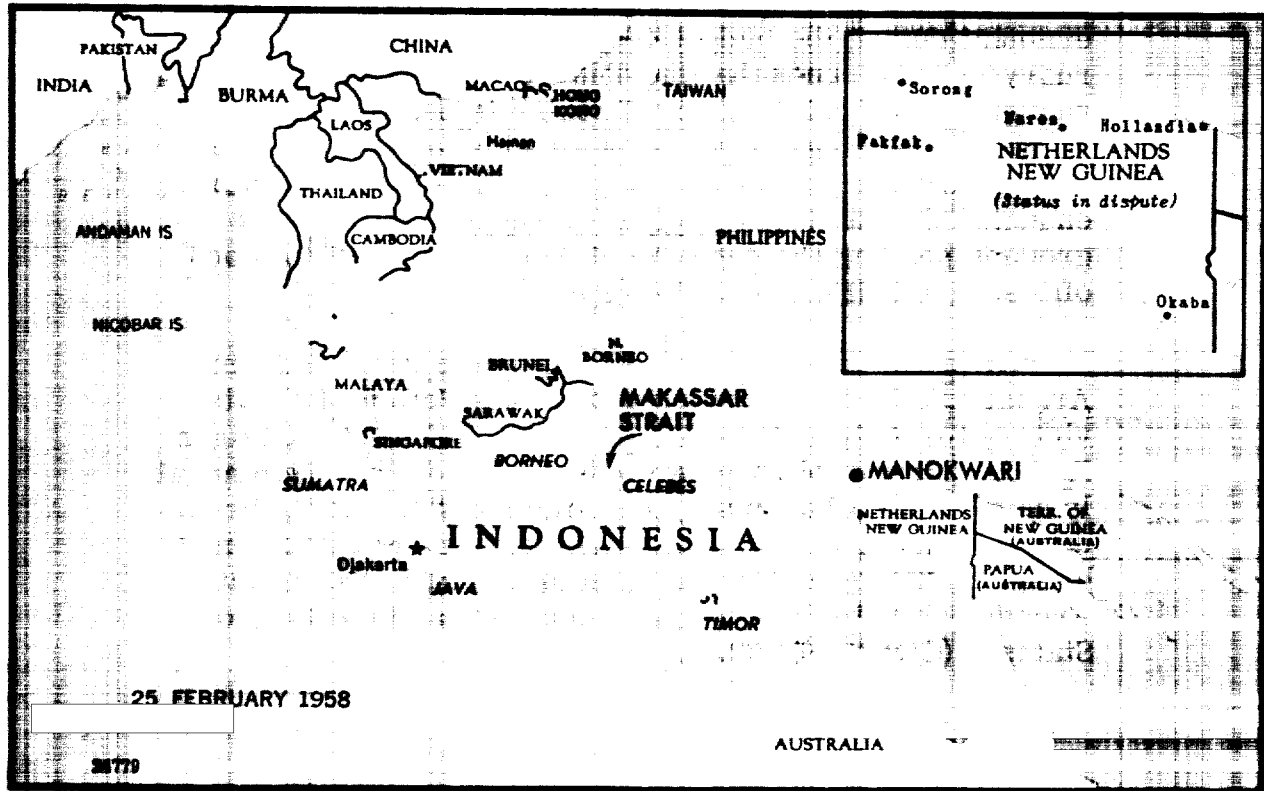 PAKISTAN
CHINA
INDIA
BURMA
MACAO
HONG
KONG
TAIWAN
LAOS
Hainan
VIETNAM
THAILAND
ANDAMAN IS
CAMBODIA
PHILIPPINES
NICOBAR IS
N.
BORNEO
BRUNEI
MALAYA
MAKASSAR
STRAIT
SARAWAK
SINGAPORE
BORNEO
SUMATRA
CELEBES
MANOKWARI
NETHERLANDS
NEW GUINEA
TERR. OF
NEW GUINEA
(AUSTRALIA)
INDONESIA
Djakarta
PAPUA
(AUSTRALIA)
JAVA
TIMOR
25 FEBRUARY 1958
AUSTRALIA
Sorong
Hollandia
Fakfak
NETHERLANDS
NEW GUINEA
(Status in dispute)
Okaba